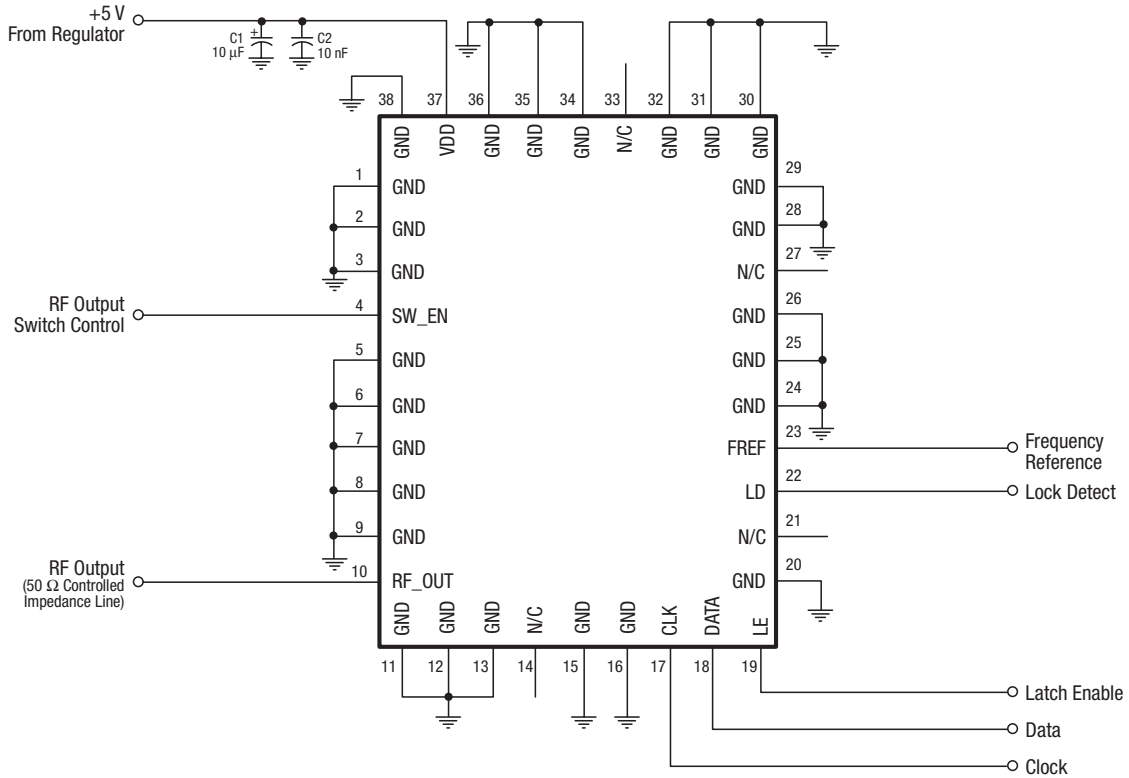 +5 V
From Regulator
C1
+
10 μF
C2
10 nF
38
37
36
35
34
33
32
31
30
GND
VDD
GND
GND
GND
N/C
GND
GND
GND
1
GND
2
GND
3
GND
RF Output
Switch Control
4
SW_EN
5
GND
6
GND
7
GND
8
GND
9
GND
RF Output
(50 Ω Controlled
Impedance Line)
10
RF_OUT
29
GND
28
GND
27
N/C
26
GND
25
GND
24
GND
23
FREF
Frequency
Reference
22
LD
Lock Detect
21
N/C
20
GND
GND
GND
GND
N/C
GND
GND
CLK
DATA
LE
11
12
13
14
15
16
17
18
19
Latch Enable
Data
Clock